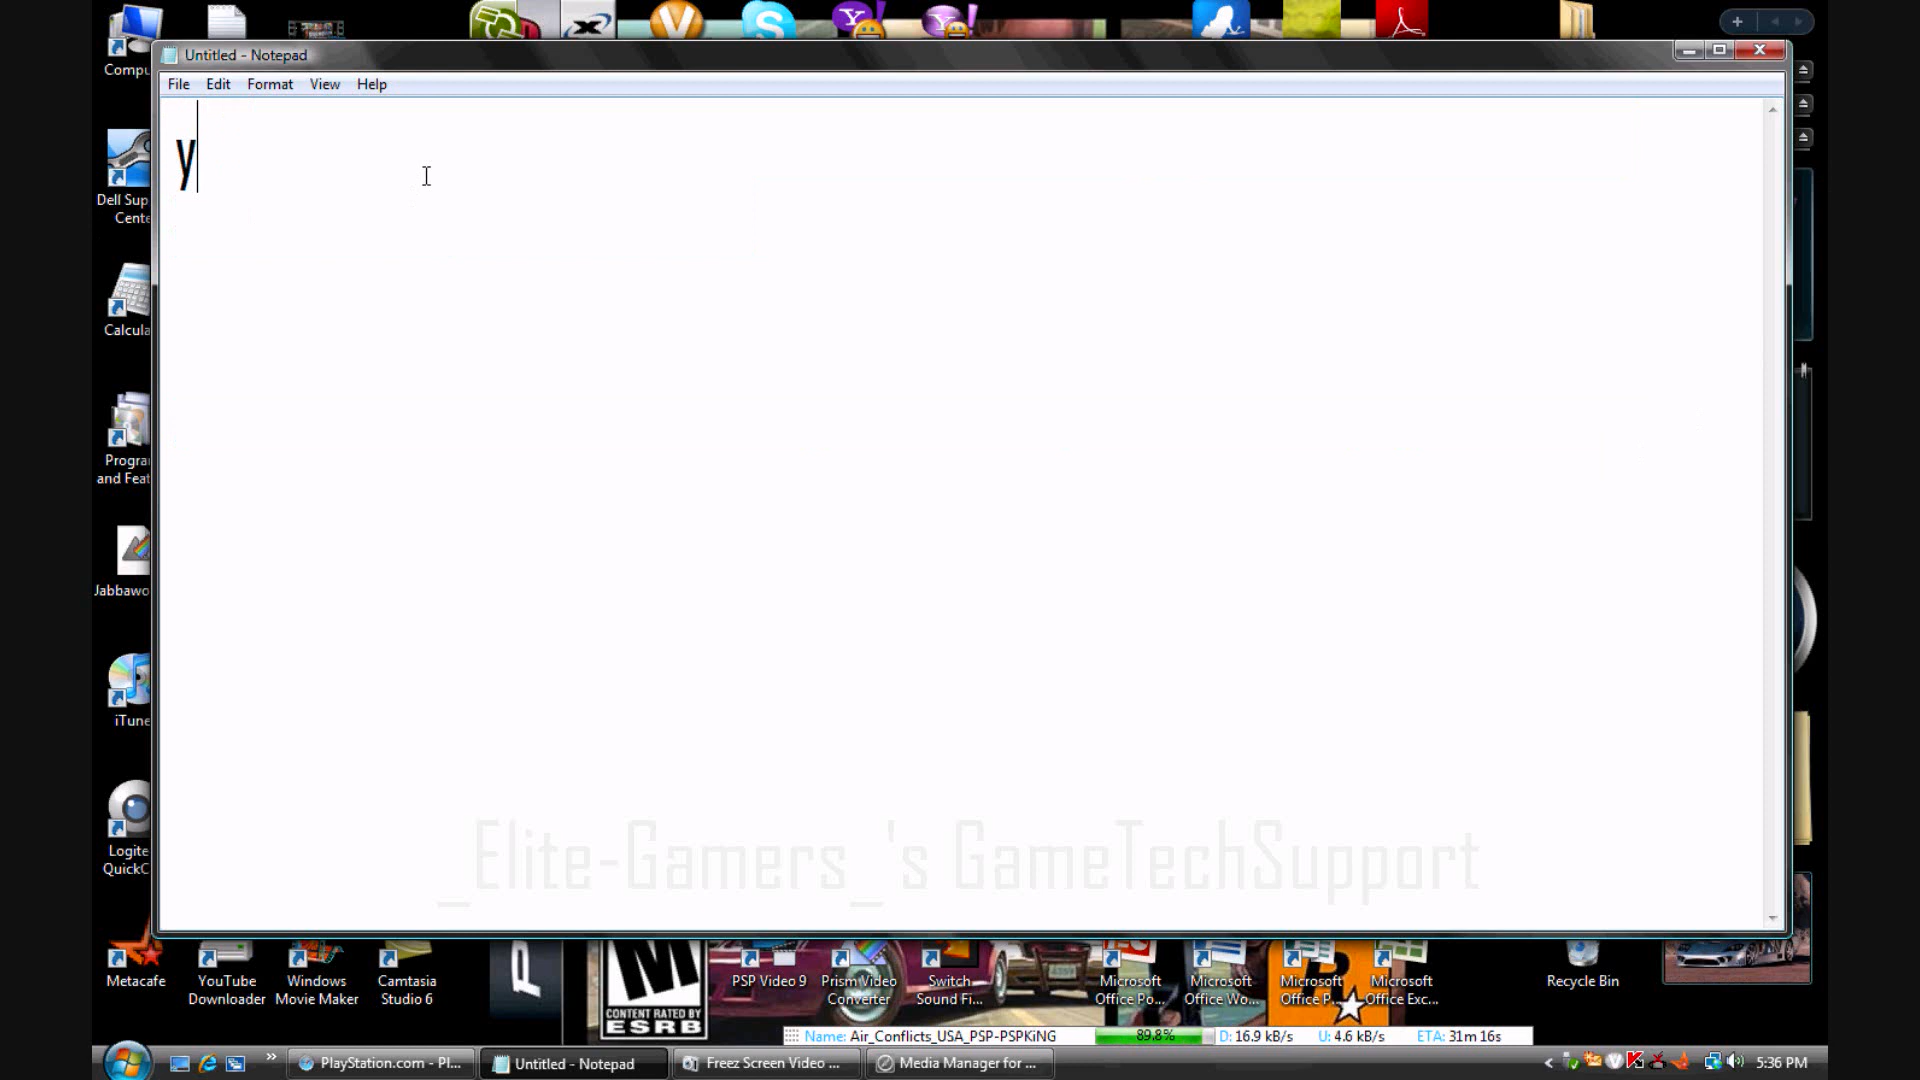 Untitled - Notepad
File Edit Format View Help
y
Compu
Dell Sup
Cente
Calcula
Progra
and Feat
Jabbawo
iTune
Logite
QuickC
_Elite-Gamers_'s GameTechSupport
Metacafe
YouTube
Downloader
Windows
Movie Maker
Camtasia
Studio 6
PSP Video 9
Prism Video
Converter
Switch
Sound Fi...
Microsoft
Office Po...
Microsoft
Office Wo...
Microsoft
Office P...
Microsoft
Office Exc...
Recycle Bin
M
CONTENT RATED BY
ESRB
Name: Air_Conflicts_USA_PSP-PSPKiNG 89.8% D: 16.9 kB/s U: 4.6 kB/s ETA: 31m 16s
PlayStation.com - Pl... Untitled - Notepad Freez Screen Video ... Media Manager for ... 5:36 PM